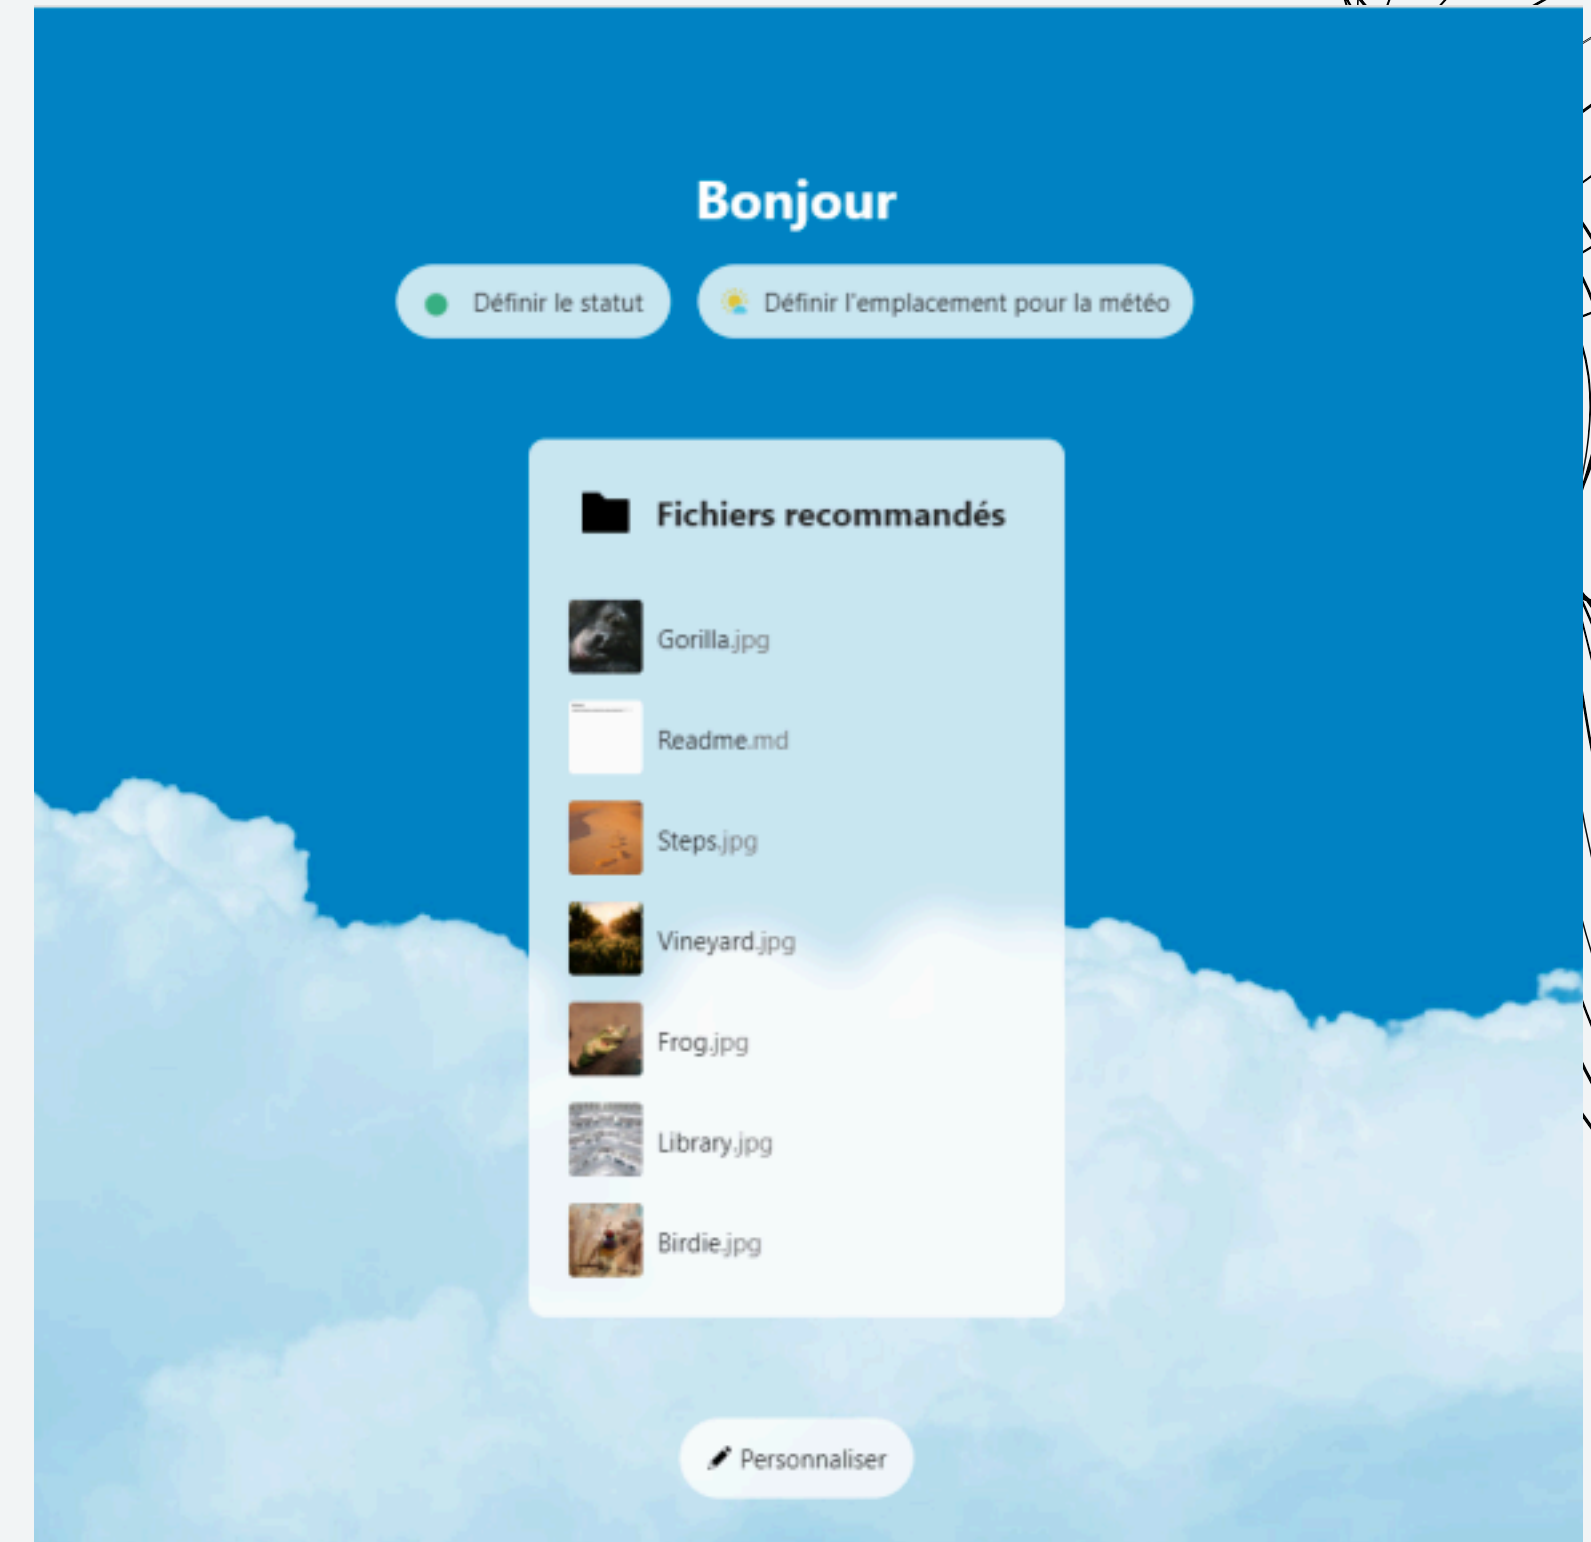 Bonjour
Définir le statut
Définir l'emplacement pour la météo
Fichiers recommandés
Gorilla.jpg
Readme.md
Steps.jpg
Vineyard.jpg
Frog.jpg
Library.jpg
Birdie.jpg
Personnaliser